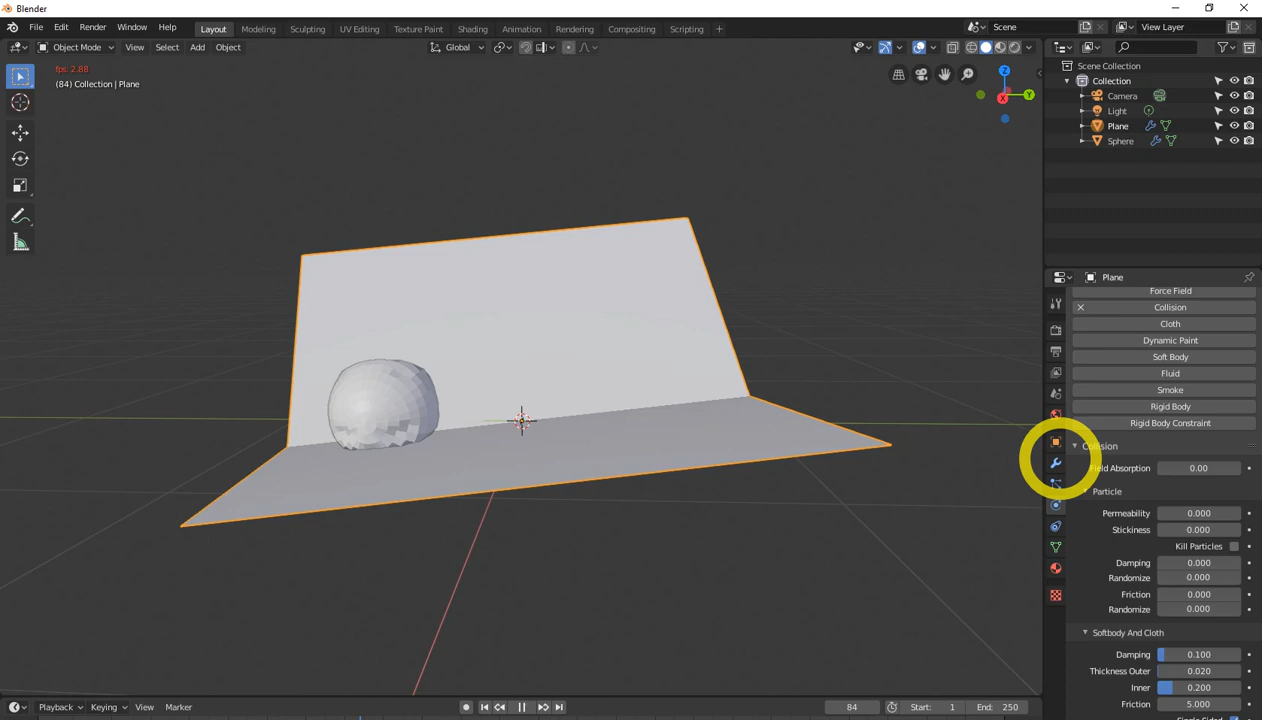 Blender
File Edit Render Window Help Layout Modeling Sculpting UV Editing Texture Paint Shading Animation Rendering Compositing Scripting + Scene View Layer
Object Mode View Select Add Object Global
fps: 2.88
(84) Collection | Plane
Z
Y
X
Scene Collection
Collection
Camera
Light
Plane
Sphere
Plane
Force Field
Collision
Cloth
Dynamic Paint
Soft Body
Fluid
Smoke
Rigid Body
Rigid Body Constraint
Collision
Field Absorption 0.00
Particle
Permeability 0.000
Stickiness 0.000
Kill Particles
Damping 0.000
Randomize 0.000
Friction 0.000
Randomize 0.000
Softbody And Cloth
Damping 0.100
Thickness Outer 0.020
Inner 0.200
Friction 5.000
Playback Keying View Marker 84 Start: 1 End: 250